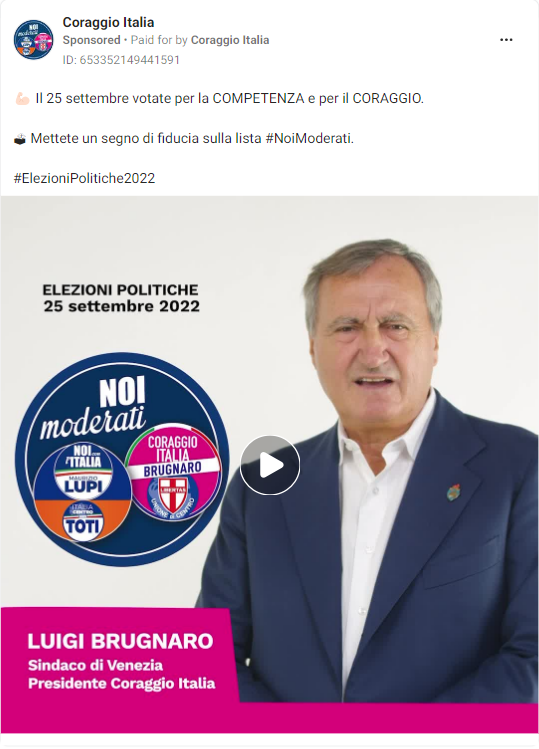 Coraggio Italia
Sponsored • Paid for by Coraggio Italia
ID: 653352149441591
💪🏻 Il 25 settembre votate per la COMPETENZA e per il CORAGGIO.
🗳 Mettete un segno di fiducia sulla lista #NoiModerati.
#ElezioniPolitiche2022
ELEZIONI POLITICHE
25 settembre 2022
NOI
moderati
NOI CON
L'ITALIA
MAURIZIO
LUPI
ITALIA
AL CENTRO
TOTI
CORAGGIO
ITALIA
BRUGNARO
LIBERTAS
UNIONE DI CENTRO
LUIGI BRUGNARO
Sindaco di Venezia
Presidente Coraggio Italia